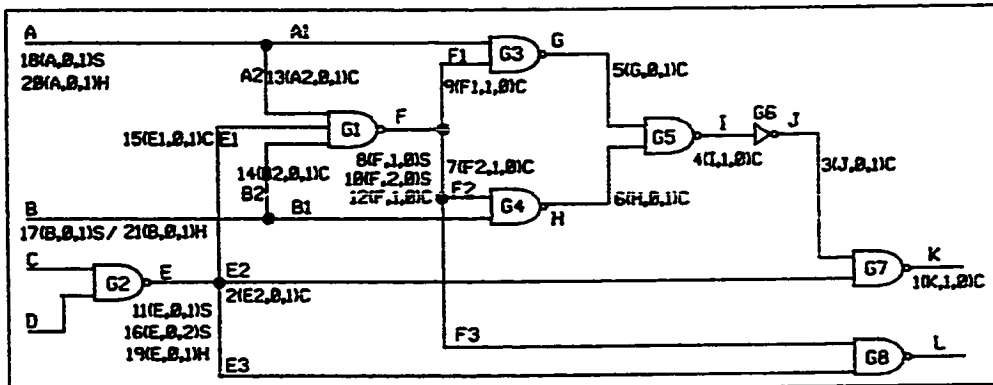 A
A1
G
18(A,0,1)S
20(A,0,1)H
A2
13(A2,0,1)C
F1
G3
9(F1,1,0)C
5(G,0,1)C
15(E1,0,1)C
E1
G1
F
G5
I
G6
J
4(I,1,0)C
3(J,0,1)C
14(B2,0,1)C
B2
8(F,1,0)S
10(F,2,0)S
12(F,1,0)C
7(F2,1,0)C
F2
G4
H
6(H,0,1)C
B
B1
17(B,0,1)S / 21(B,0,1)H
C
G2
E
E2
2(E2,0,1)C
G7
K
1(K,1,0)C
D
11(E,0,1)S
16(E,0,2)S
19(E,0,1)H
E3
F3
G8
L